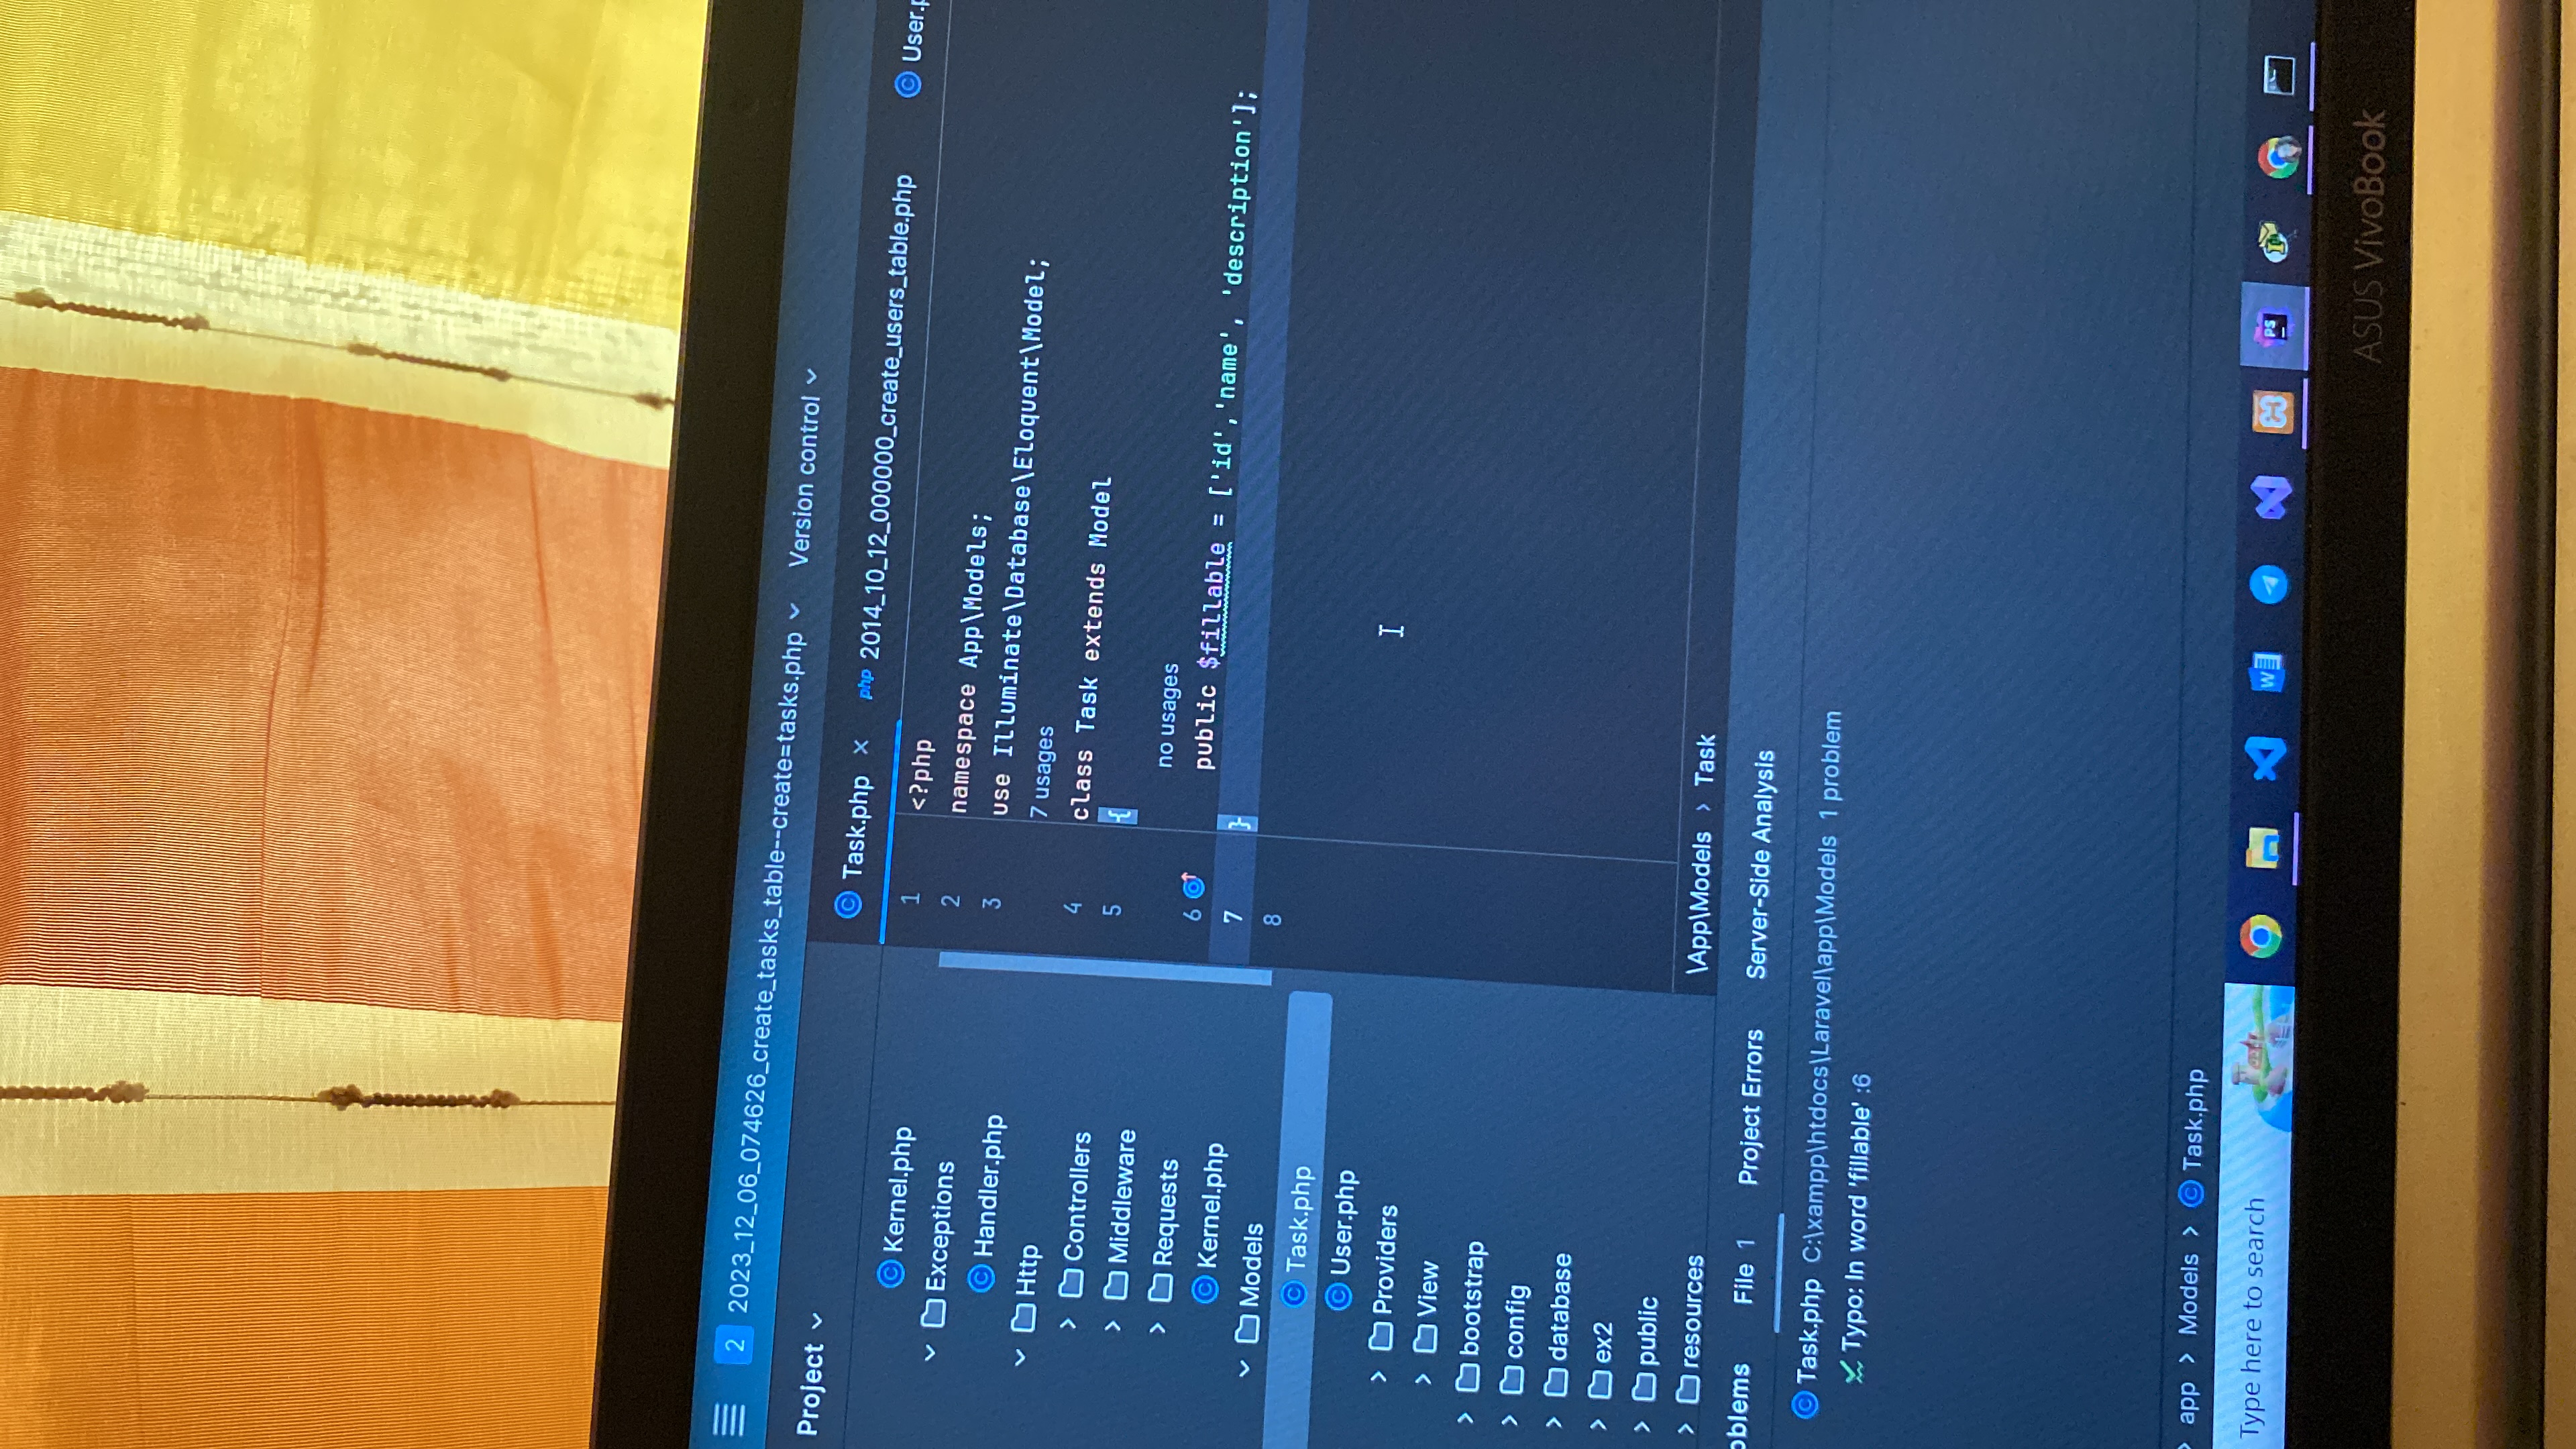 2 2023_12_06_074626_create_tasks_table--create=tasks.php Version control
Project
Kernel.php
Exceptions
Handler.php
Http
Controllers
Middleware
Requests
Kernel.php
Models
Task.php
User.php
Providers
View
bootstrap
config
database
ex2
public
resources
Task.php × php 2014_10_12_000000_create_users_table.php User.p
1 <?php
2 namespace App\Models;
3 use Illuminate\Database\Eloquent\Model;
7 usages
4 class Task extends Model
5 {
no usages
6 public $fillable = ['id','name', 'description'];
7 }
8
\App\Models > Task
oblems File 1 Project Errors Server-Side Analysis
Task.php C:\xampp\htdocs\Laravel\app\Models 1 problem
Typo: In word 'fillable' :6
app > Models > Task.php
Type here to search
W
PS
ASUS VivoBook